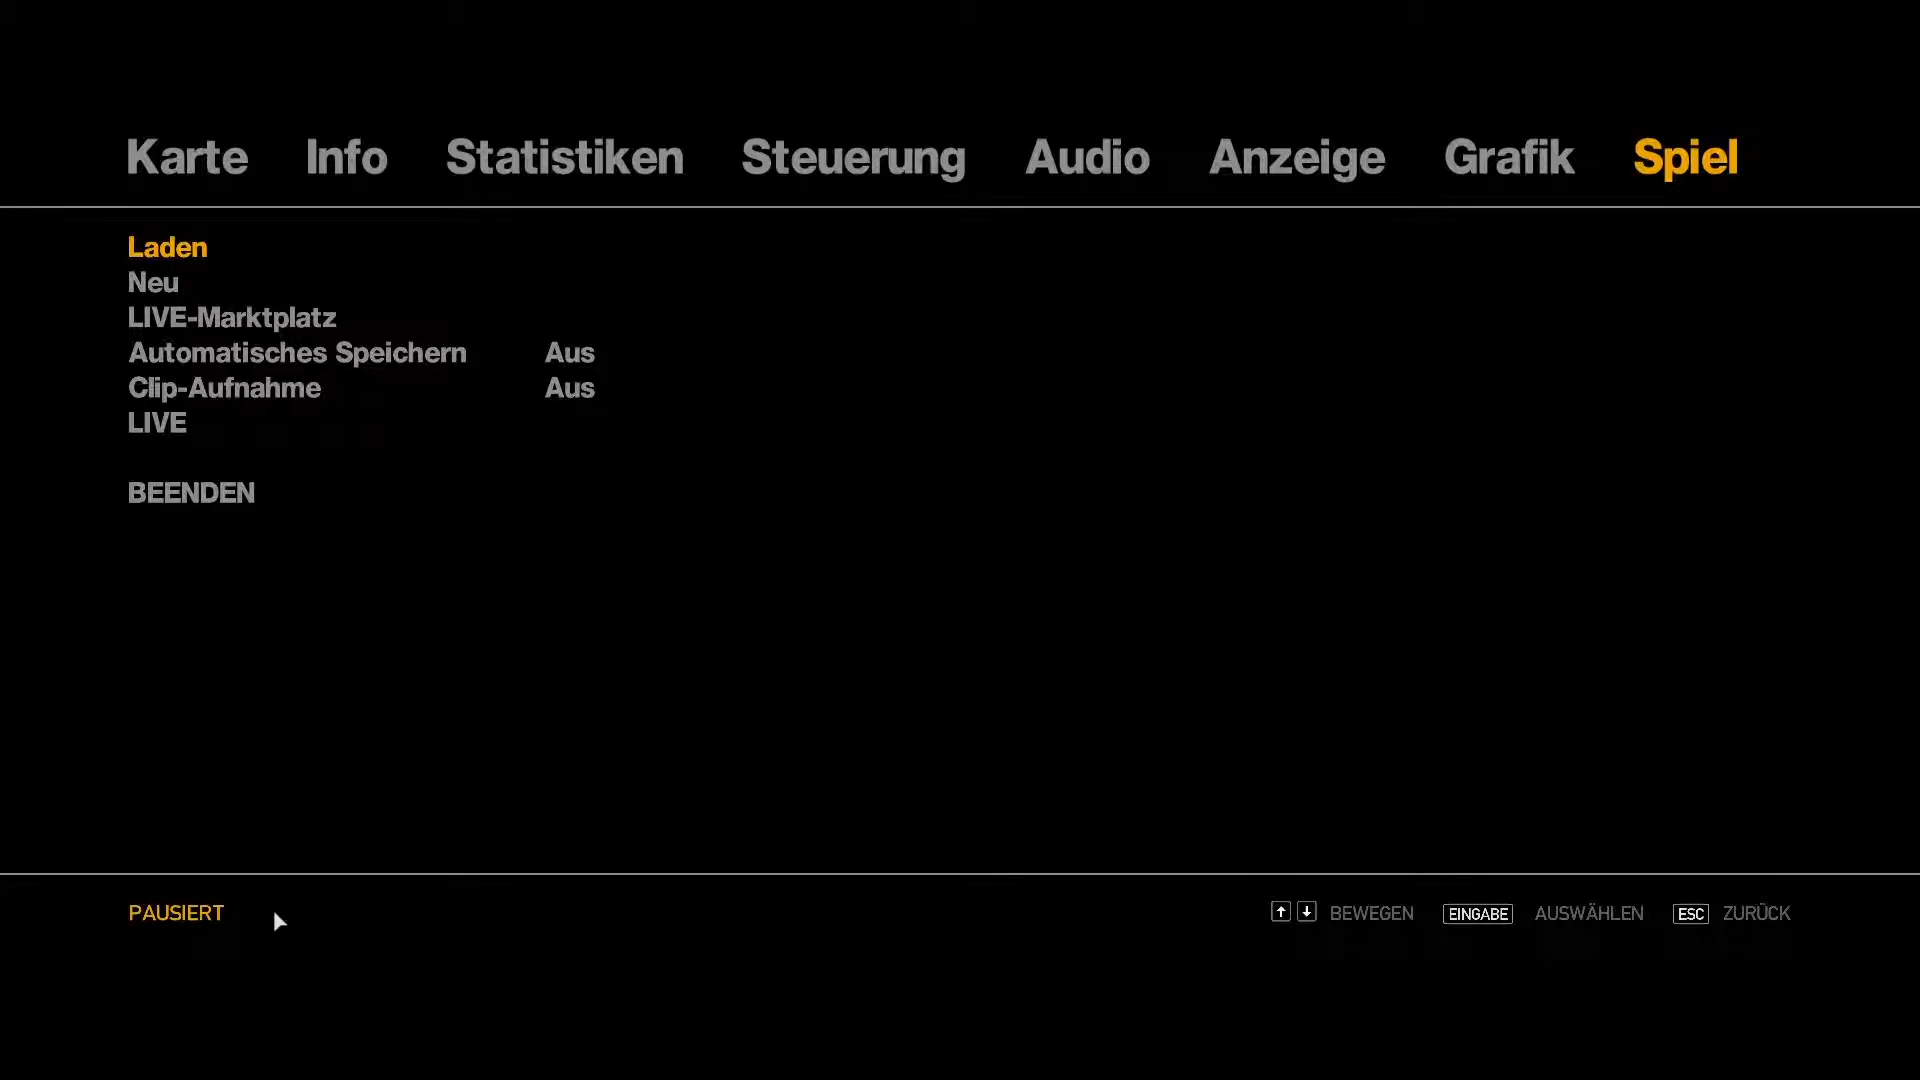 Karte Info Statistiken Steuerung Audio Anzeige Grafik Spiel
Laden
Neu
LIVE-Marktplatz
Automatisches Speichern Aus
Clip-Aufnahme Aus
LIVE
BEENDEN
PAUSIERT ↑ ↓ BEWEGEN EINGABE AUSWÄHLEN ESC ZURÜCK